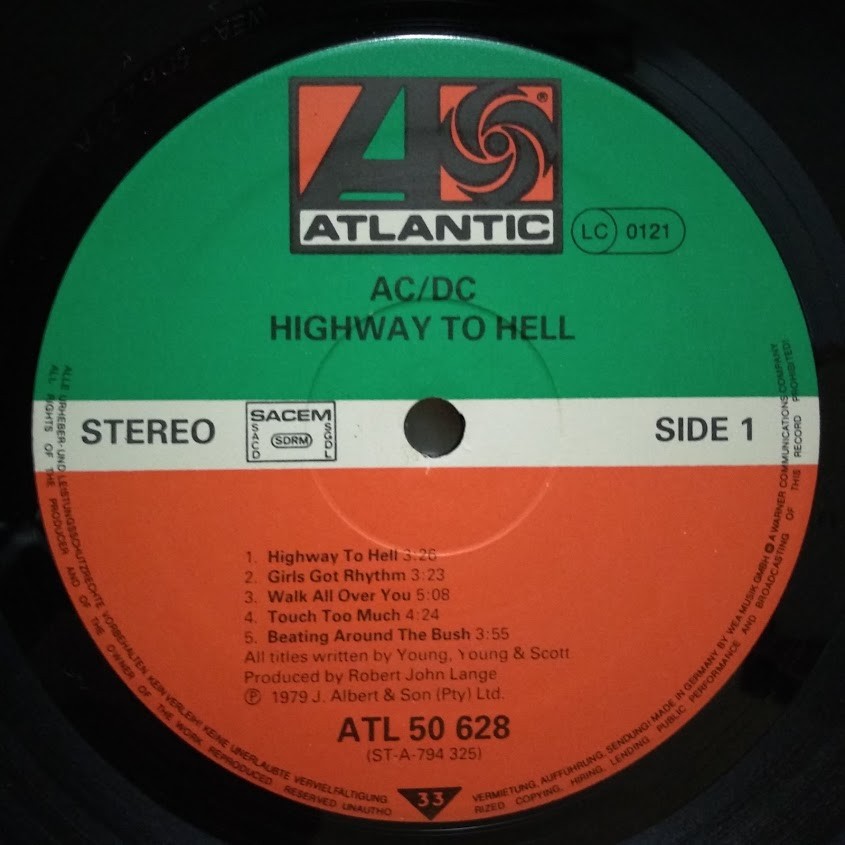 ATLANTIC
®
LC 0121
AC/DC
HIGHWAY TO HELL
STEREO
SACEM
SACD
SDRM
SGDL
SIDE 1
1. Highway To Hell 3:26
2. Girls Got Rhythm 3:23
3. Walk All Over You 5:08
4. Touch Too Much 4:24
5. Beating Around The Bush 3:55
All titles written by Young, Young & Scott
Produced by Robert John Lange
℗ 1979 J. Albert & Son (Pty) Ltd.
ATL 50 628
(ST-A-794 325)
33
ALLE URHEBER- UND LEISTUNGSSCHUTZRECHTE VORBEHALTEN KEIN VERLEIH! KEINE UNERLAUBTE VERVIELFÄLTIGUNG, VERMIETUNG, AUFFÜHRUNG, SENDUNG! MADE IN GERMANY BY WEA MUSIK GMBH A WARNER COMMUNICATIONS COMPANY
ALL RIGHTS OF THE PRODUCER AND OF THE OWNER OF THE WORK REPRODUCED RESERVED UNAUTHORIZED COPYING, HIRING, LENDING PUBLIC PERFORMANCE AND BROADCASTING OF THIS RECORD PROHIBITED!